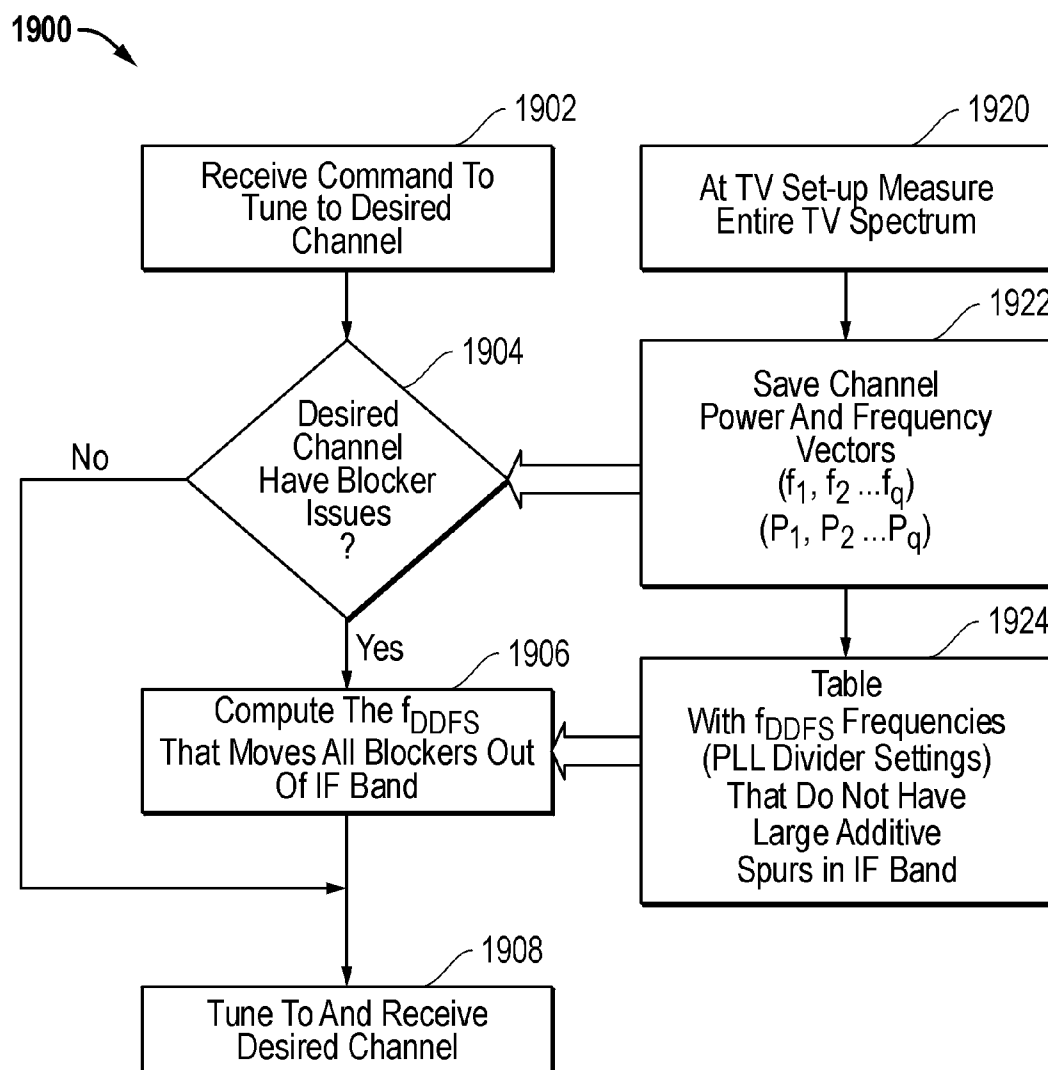 1900
1902
Receive Command To
Tune to Desired
Channel
1904
Desired
Channel
Have Blocker
Issues
?
No
Yes
1906
Compute The fDDFS
That Moves All Blockers Out
Of IF Band
1908
Tune To And Receive
Desired Channel
1920
At TV Set-up Measure
Entire TV Spectrum
1922
Save Channel
Power And Frequency
Vectors
(f1, f2 ...fq)
(P1, P2 ...Pq)
1924
Table
With fDDFS Frequencies
(PLL Divider Settings)
That Do Not Have
Large Additive
Spurs in IF Band